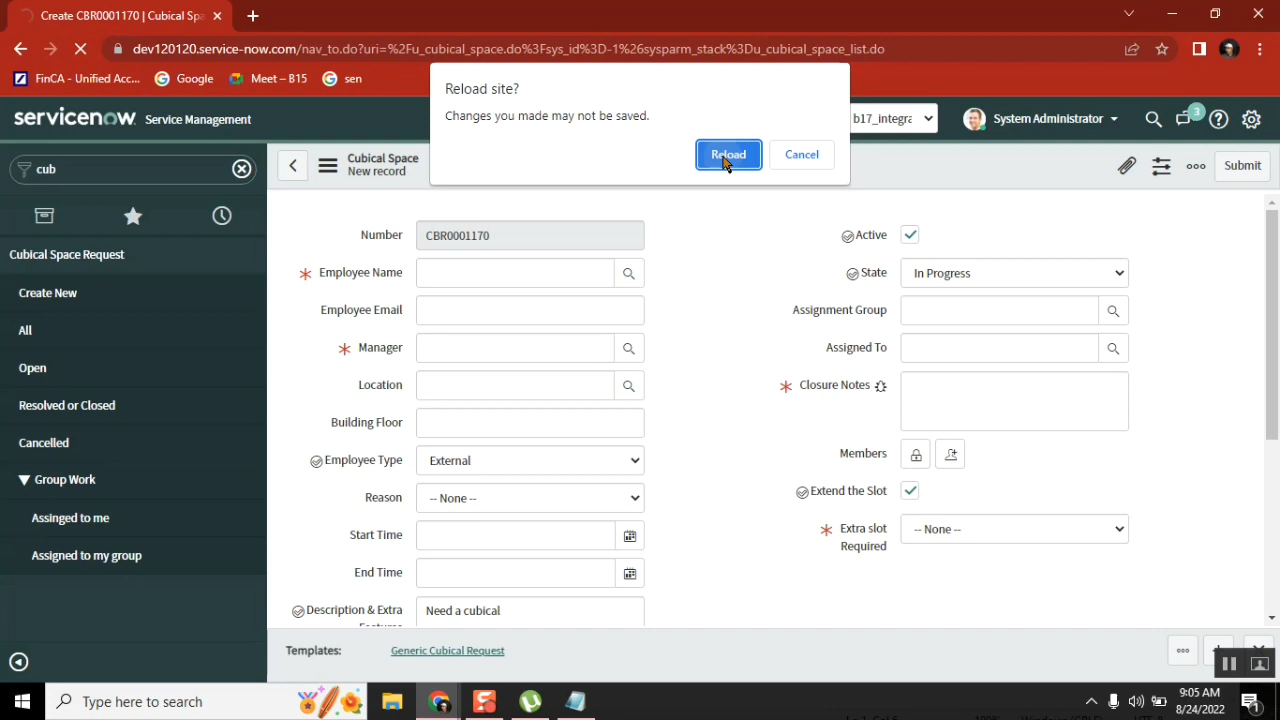 Create CBR0001170 | Cubical Spa
dev120120.service-now.com/nav_to.do?uri=%2Fu_cubical_space.do%3Fsys_id%3D-1%26sysparm_stack%3Du_cubical_space_list.do
FinCA - Unified Acc...
Google
Meet – B15
sen
Reload site?
Changes you made may not be saved.
Reload
Cancel
servicenow. Service Management
b17_integra
System Administrator
3
cub
Cubical Space
New record
Submit
Cubical Space Request
Create New
All
Open
Resolved or Closed
Cancelled
Group Work
Assinged to me
Assigned to my group
Number
CBR0001170
Employee Name
Employee Email
Manager
Location
Building Floor
Employee Type
External
Reason
-- None --
Start Time
End Time
Description & Extra
Need a cubical
Active
State
In Progress
Assignment Group
Assigned To
Closure Notes
Members
Extend the Slot
Extra slot
Required
-- None --
Templates:
Generic Cubical Request
Type here to search
9:05 AM
8/24/2022
1